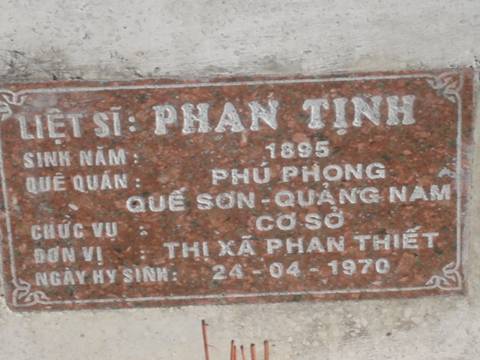 LIỆT SĨ: PHAN TỊNH
SINH NĂM: 1895
QUÊ QUÁN: PHÚ PHONG
QUẾ SƠN - QUẢNG NAM
CHỨC VỤ : CƠ SỞ
ĐƠN VỊ : THỊ XÃ PHAN THIẾT
NGÀY HY SINH: 24 - 04 - 1970